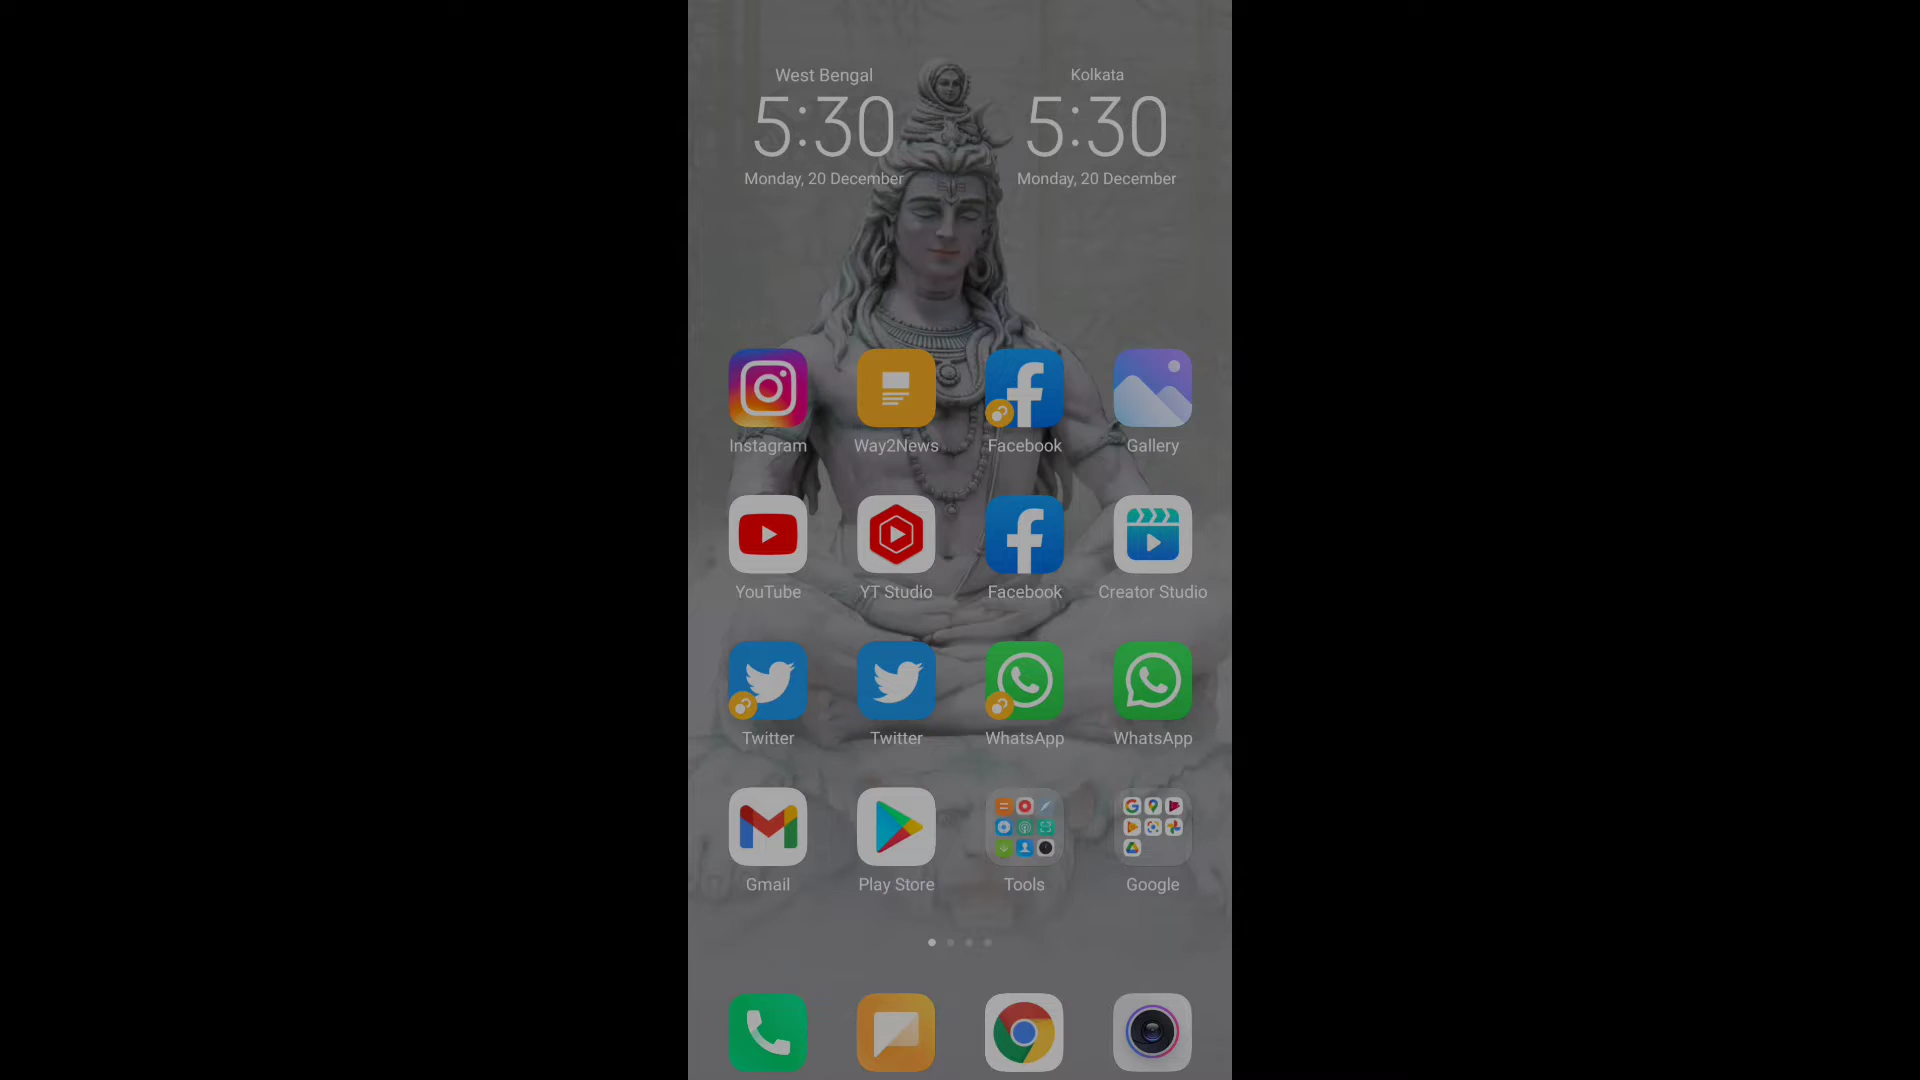 West Bengal Kolkata
5:30 5:30
Monday, 20 December Monday, 20 December
Instagram Way2News Facebook Gallery
YouTube YT Studio Facebook Creator Studio
Twitter Twitter WhatsApp WhatsApp
Gmail Play Store Tools Google